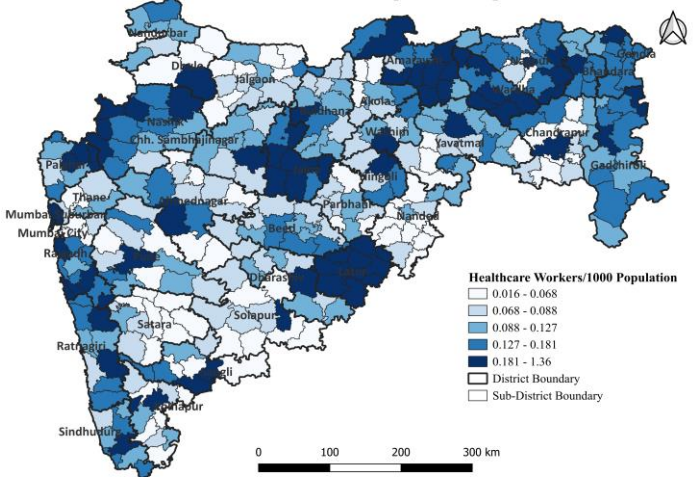 Nandurbar
Dhule
Jalgaon
Amaravati
Nagpur
Gondia
Bhandara
Wardha
Akola
Buldhana
Nashik
Chh. Sambhajinagar
Washim
Yavatmal
Chandrapur
Gadchiroli
Palghar
Jalna
Hingoli
Thane
Ahmednagar
Parbhani
Nanded
Mumbai Suburban
Mumbai City
Beed
Raigadh
Pune
Dharashiv
Latur
Healthcare Workers/1000 Population
0.016 - 0.068
0.068 - 0.088
0.088 - 0.127
0.127 - 0.181
0.181 - 1.36
District Boundary
Sub-District Boundary
Satara
Solapur
Ratnagiri
Sangli
Kolhapur
Sindhudurg
0 100 200 300 km